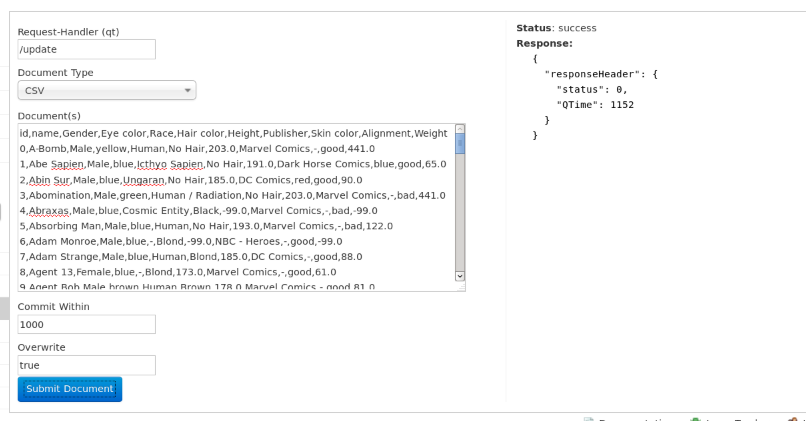 Request-Handler (qt)
/update
Document Type
CSV
Document(s)
id,name,Gender,Eye color,Race,Hair color,Height,Publisher,Skin color,Alignment,Weight
0,A-Bomb,Male,yellow,Human,No Hair,203.0,Marvel Comics,-,good,441.0
1,Abe Sapien,Male,blue,Icthyo Sapien,No Hair,191.0,Dark Horse Comics,blue,good,65.0
2,Abin Sur,Male,blue,Ungaran,No Hair,185.0,DC Comics,red,good,90.0
3,Abomination,Male,green,Human / Radiation,No Hair,203.0,Marvel Comics,-,bad,441.0
4,Abraxas,Male,blue,Cosmic Entity,Black,-99.0,Marvel Comics,-,bad,-99.0
5,Absorbing Man,Male,blue,Human,No Hair,193.0,Marvel Comics,-,bad,122.0
6,Adam Monroe,Male,blue,-,Blond,-99.0,NBC - Heroes,-,good,-99.0
7,Adam Strange,Male,blue,Human,Blond,185.0,DC Comics,-,good,88.0
8,Agent 13,Female,blue,-,Blond,173.0,Marvel Comics,-,good,61.0
9,Agent Bob,Male,brown,Human,Brown,178.0,Marvel Comics,-,good,81.0
Commit Within
1000
Overwrite
true
Submit Document
Status: success
Response:
{
"responseHeader": {
"status": 0,
"QTime": 1152
}
}